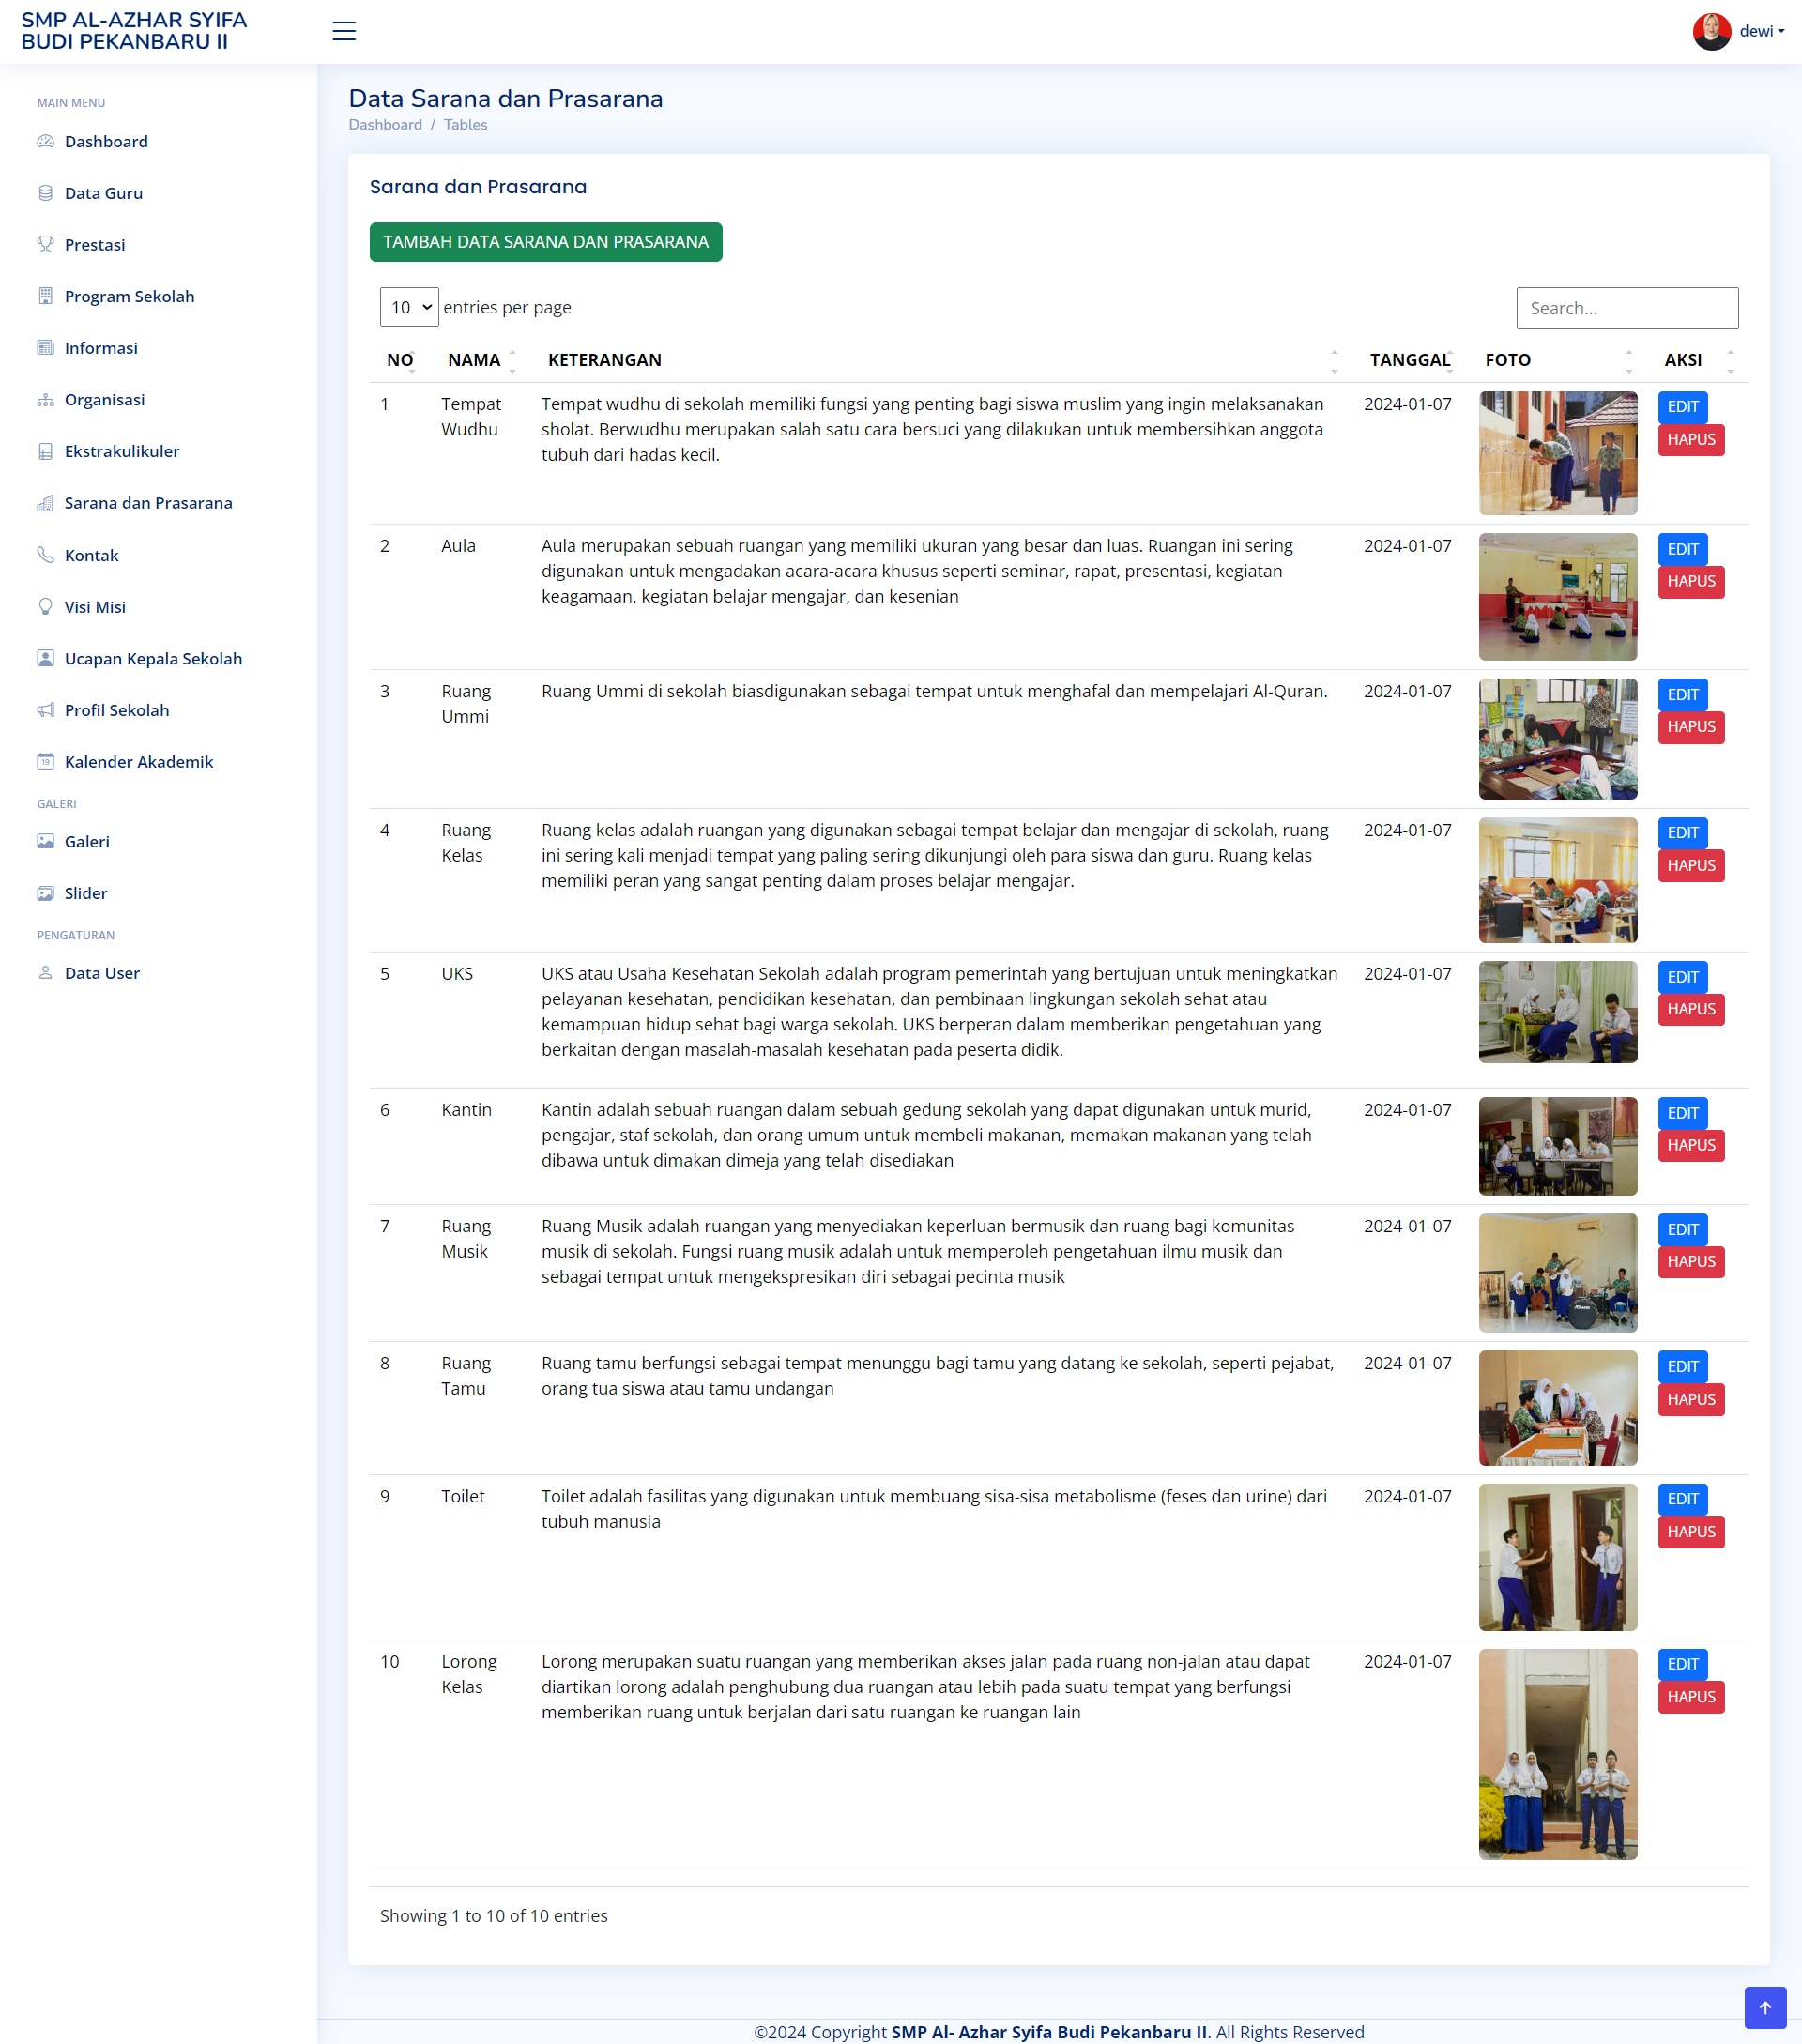 SMP AL-AZHAR SYIFA
BUDI PEKANBARU II
dewi
MAIN MENU
Dashboard
Data Guru
Prestasi
Program Sekolah
Informasi
Organisasi
Ekstrakulikuler
Sarana dan Prasarana
Kontak
Visi Misi
Ucapan Kepala Sekolah
Profil Sekolah
19
Kalender Akademik
GALERI
Galeri
Slider
PENGATURAN
Data User
Data Sarana dan Prasarana
Dashboard / Tables
Sarana dan Prasarana
TAMBAH DATA SARANA DAN PRASARANA
10 entries per page
Search...
NO NAMA KETERANGAN TANGGAL FOTO AKSI
1 Tempat Wudhu
Tempat wudhu di sekolah memiliki fungsi yang penting bagi siswa muslim yang ingin melaksanakan
sholat. Berwudhu merupakan salah satu cara bersuci yang dilakukan untuk membersihkan anggota
tubuh dari hadas kecil.
2024-01-07
EDIT
HAPUS
2 Aula
Aula merupakan sebuah ruangan yang memiliki ukuran yang besar dan luas. Ruangan ini sering
digunakan untuk mengadakan acara-acara khusus seperti seminar, rapat, presentasi, kegiatan
keagamaan, kegiatan belajar mengajar, dan kesenian
2024-01-07
EDIT
HAPUS
3 Ruang Ummi
Ruang Ummi di sekolah biasdigunakan sebagai tempat untuk menghafal dan mempelajari Al-Quran.
2024-01-07
EDIT
HAPUS
4 Ruang Kelas
Ruang kelas adalah ruangan yang digunakan sebagai tempat belajar dan mengajar di sekolah, ruang
ini sering kali menjadi tempat yang paling sering dikunjungi oleh para siswa dan guru. Ruang kelas
memiliki peran yang sangat penting dalam proses belajar mengajar.
2024-01-07
EDIT
HAPUS
5 UKS
UKS atau Usaha Kesehatan Sekolah adalah program pemerintah yang bertujuan untuk meningkatkan
pelayanan kesehatan, pendidikan kesehatan, dan pembinaan lingkungan sekolah sehat atau
kemampuan hidup sehat bagi warga sekolah. UKS berperan dalam memberikan pengetahuan yang
berkaitan dengan masalah-masalah kesehatan pada peserta didik.
2024-01-07
EDIT
HAPUS
6 Kantin
Kantin adalah sebuah ruangan dalam sebuah gedung sekolah yang dapat digunakan untuk murid,
pengajar, staf sekolah, dan orang umum untuk membeli makanan, memakan makanan yang telah
dibawa untuk dimakan dimeja yang telah disediakan
2024-01-07
EDIT
HAPUS
7 Ruang Musik
Ruang Musik adalah ruangan yang menyediakan keperluan bermusik dan ruang bagi komunitas
musik di sekolah. Fungsi ruang musik adalah untuk memperoleh pengetahuan ilmu musik dan
sebagai tempat untuk mengekspresikan diri sebagai pecinta musik
2024-01-07
EDIT
HAPUS
8 Ruang Tamu
Ruang tamu berfungsi sebagai tempat menunggu bagi tamu yang datang ke sekolah, seperti pejabat,
orang tua siswa atau tamu undangan
2024-01-07
EDIT
HAPUS
9 Toilet
Toilet adalah fasilitas yang digunakan untuk membuang sisa-sisa metabolisme (feses dan urine) dari
tubuh manusia
2024-01-07
EDIT
HAPUS
10 Lorong Kelas
Lorong merupakan suatu ruangan yang memberikan akses jalan pada ruang non-jalan atau dapat
diartikan lorong adalah penghubung dua ruangan atau lebih pada suatu tempat yang berfungsi
memberikan ruang untuk berjalan dari satu ruangan ke ruangan lain
2024-01-07
EDIT
HAPUS
Showing 1 to 10 of 10 entries
©2024 Copyright SMP Al- Azhar Syifa Budi Pekanbaru II. All Rights Reserved